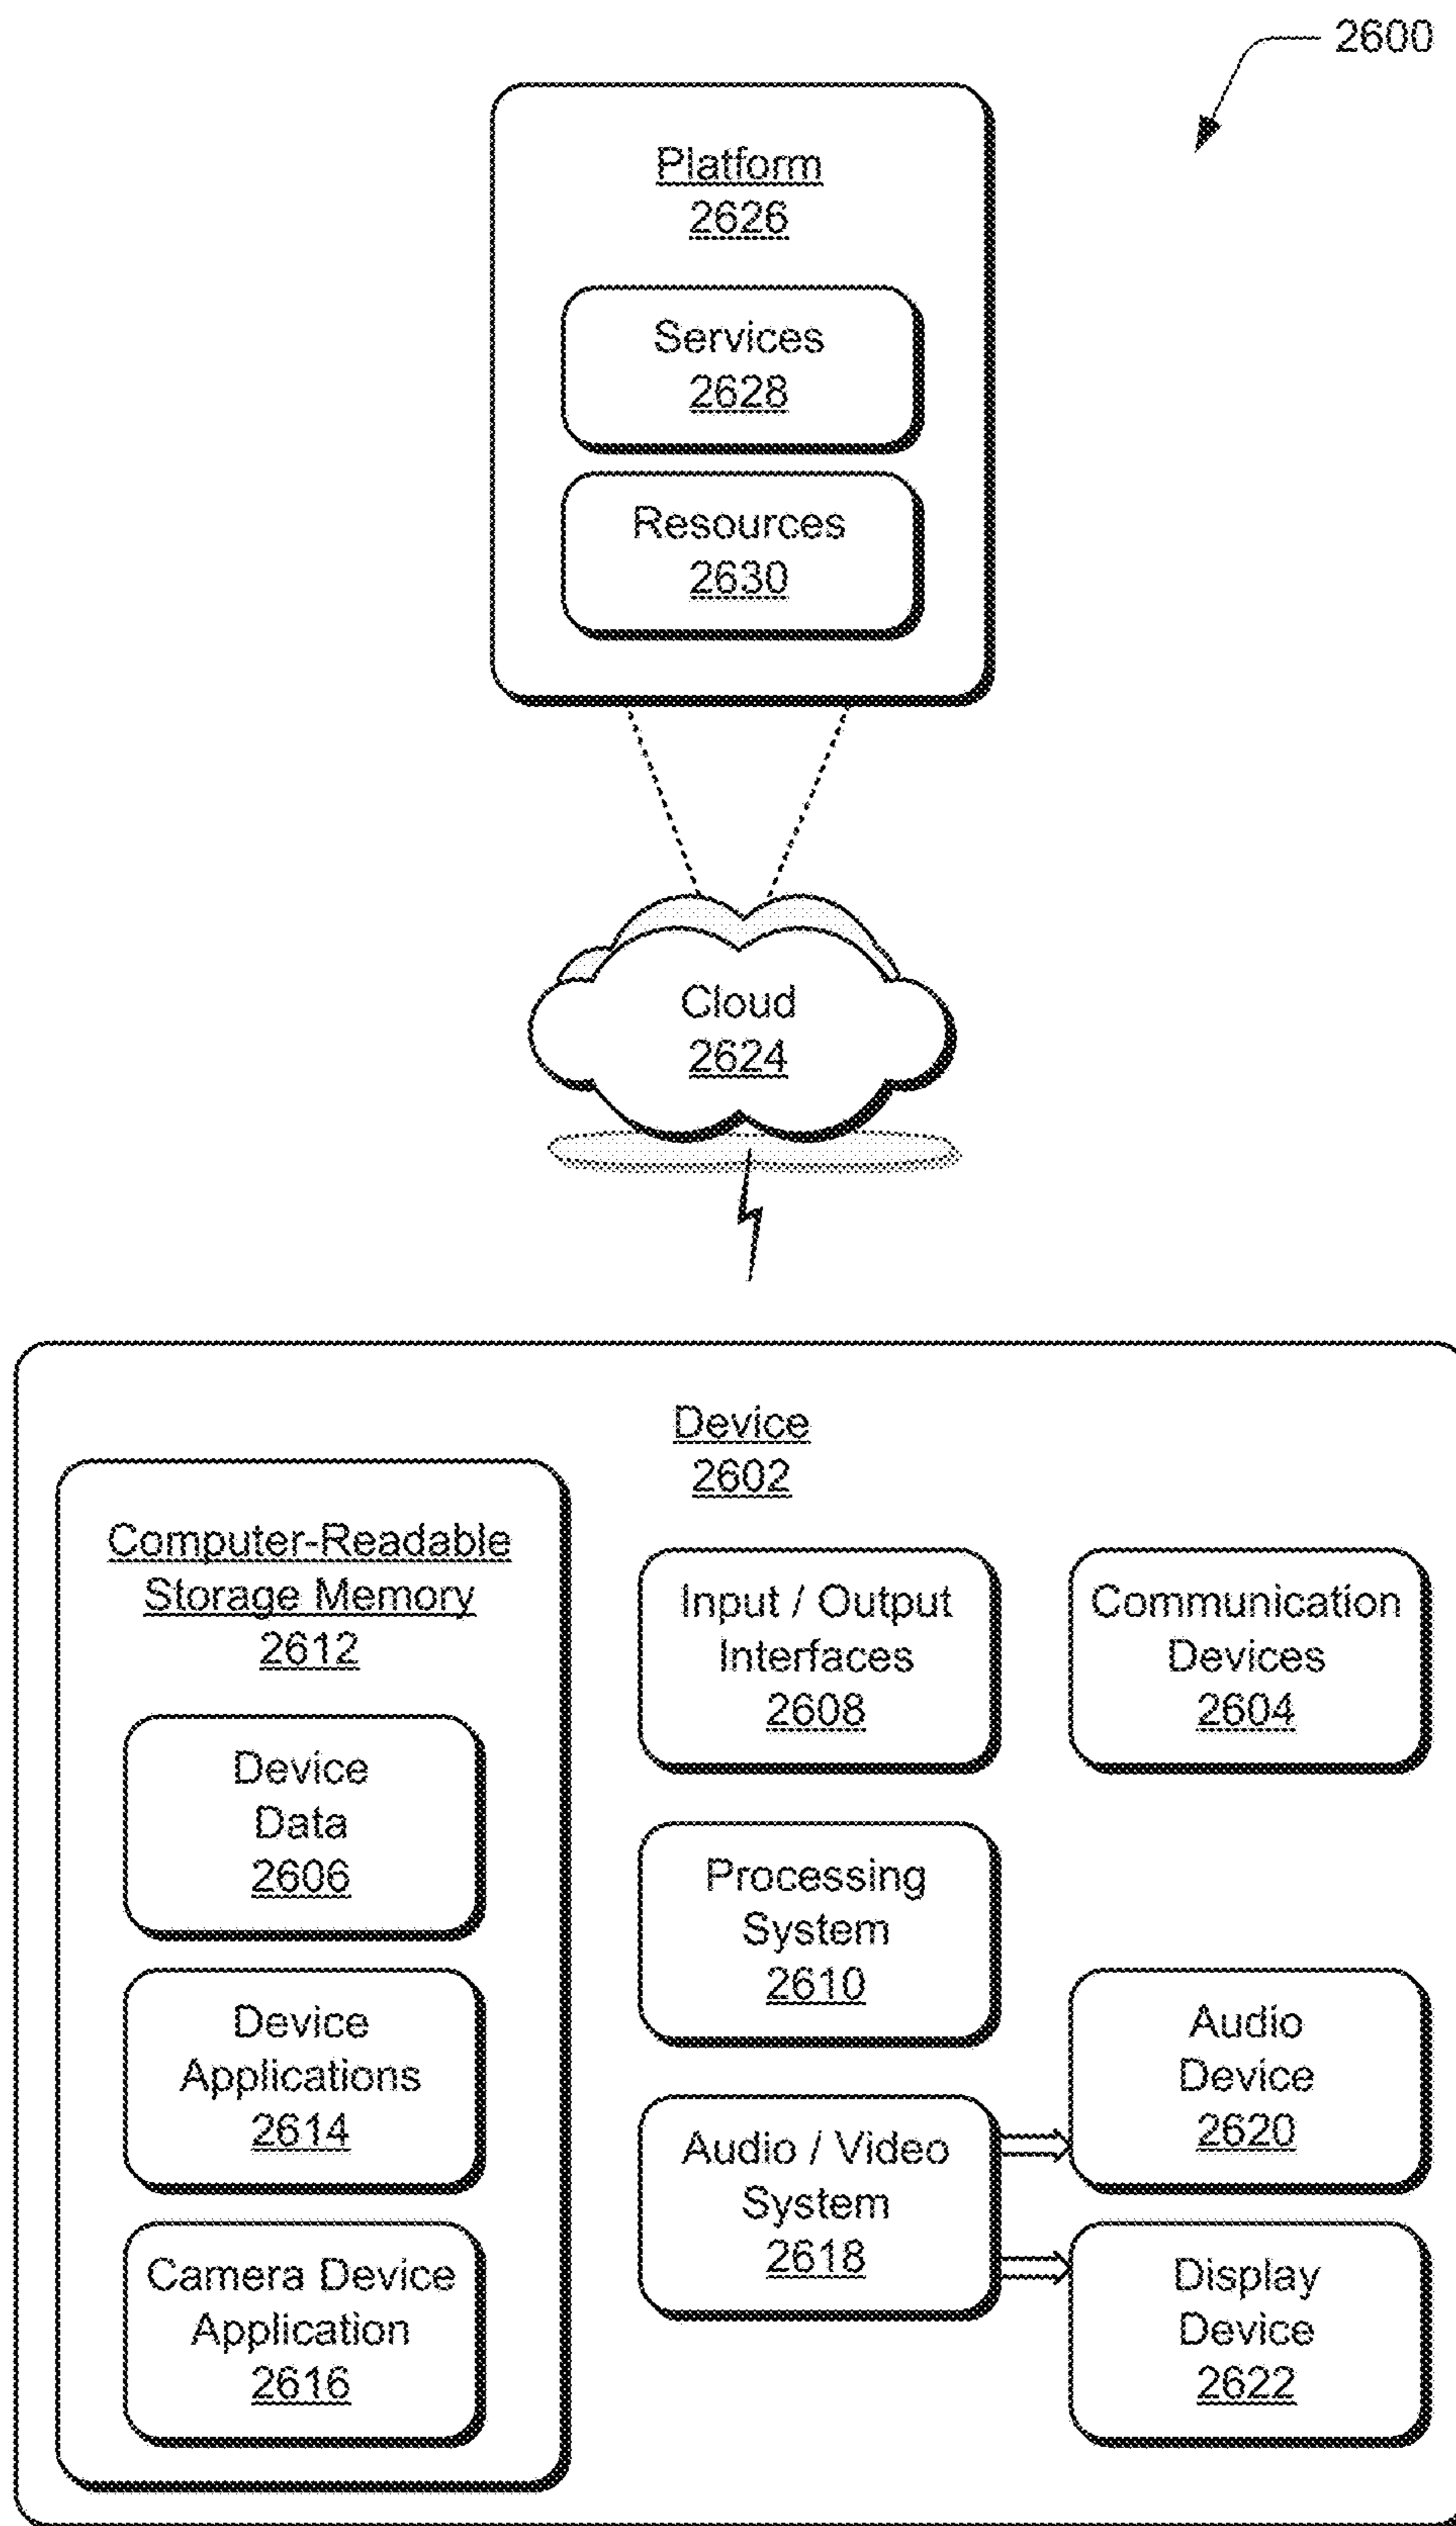 2600
Platform
2626
Services
2628
Resources
2630
Cloud
2624
Device
2602
Computer-Readable
Storage Memory
2612
Device
Data
2606
Device
Applications
2614
Camera Device
Application
2616
Input / Output
Interfaces
2608
Processing
System
2610
Audio / Video
System
2618
Communication
Devices
2604
Audio
Device
2620
Display
Device
2622